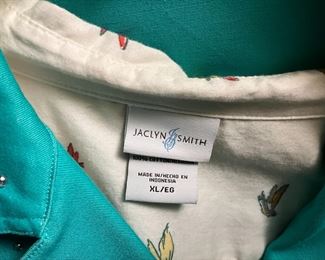 JACLYN SMITH
MADE IN/HECHO EN
INDONESIA
XL/EG